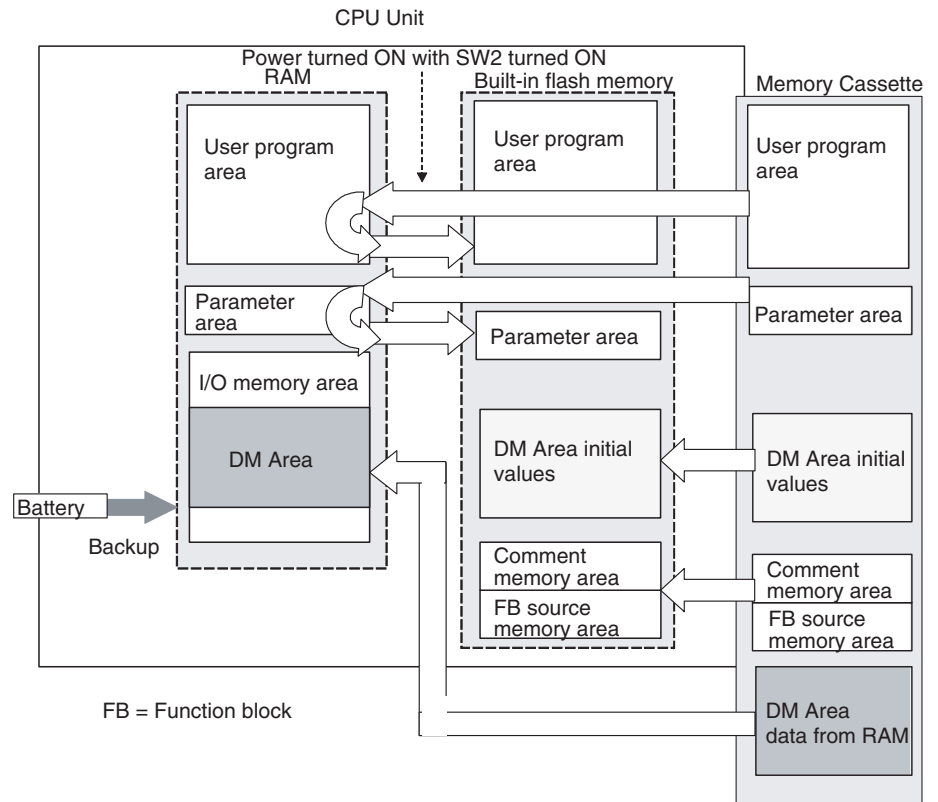 CPU Unit
Power turned ON with SW2 turned ON
RAM
Built-in flash memory
Memory Cassette
User program
area
User program
area
User program
area
Parameter
area
Parameter area
Parameter area
I/O memory area
DM Area
DM Area initial
values
DM Area initial
values
Battery
Backup
Comment
memory area
FB source
memory area
Comment
memory area
FB source
memory area
FB = Function block
DM Area
data from RAM